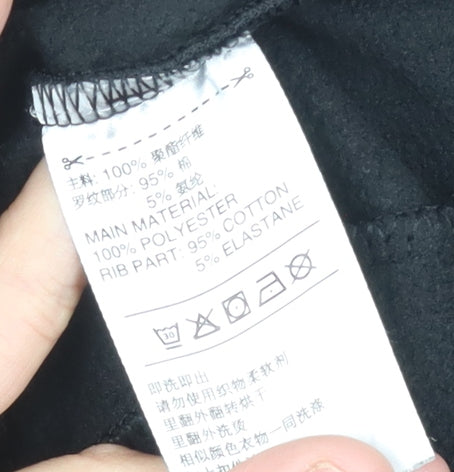 主料: 100% 聚酯纤维
罗纹部分: 95% 棉
5% 氨纶
MAIN MATERIAL:
100% POLYESTER
RIB PART: 95% COTTON
5% ELASTANE
30
即洗即出
请勿使用织物柔软剂
里翻外翻转烘干
里翻外洗烫
相似颜色衣物一同洗涤